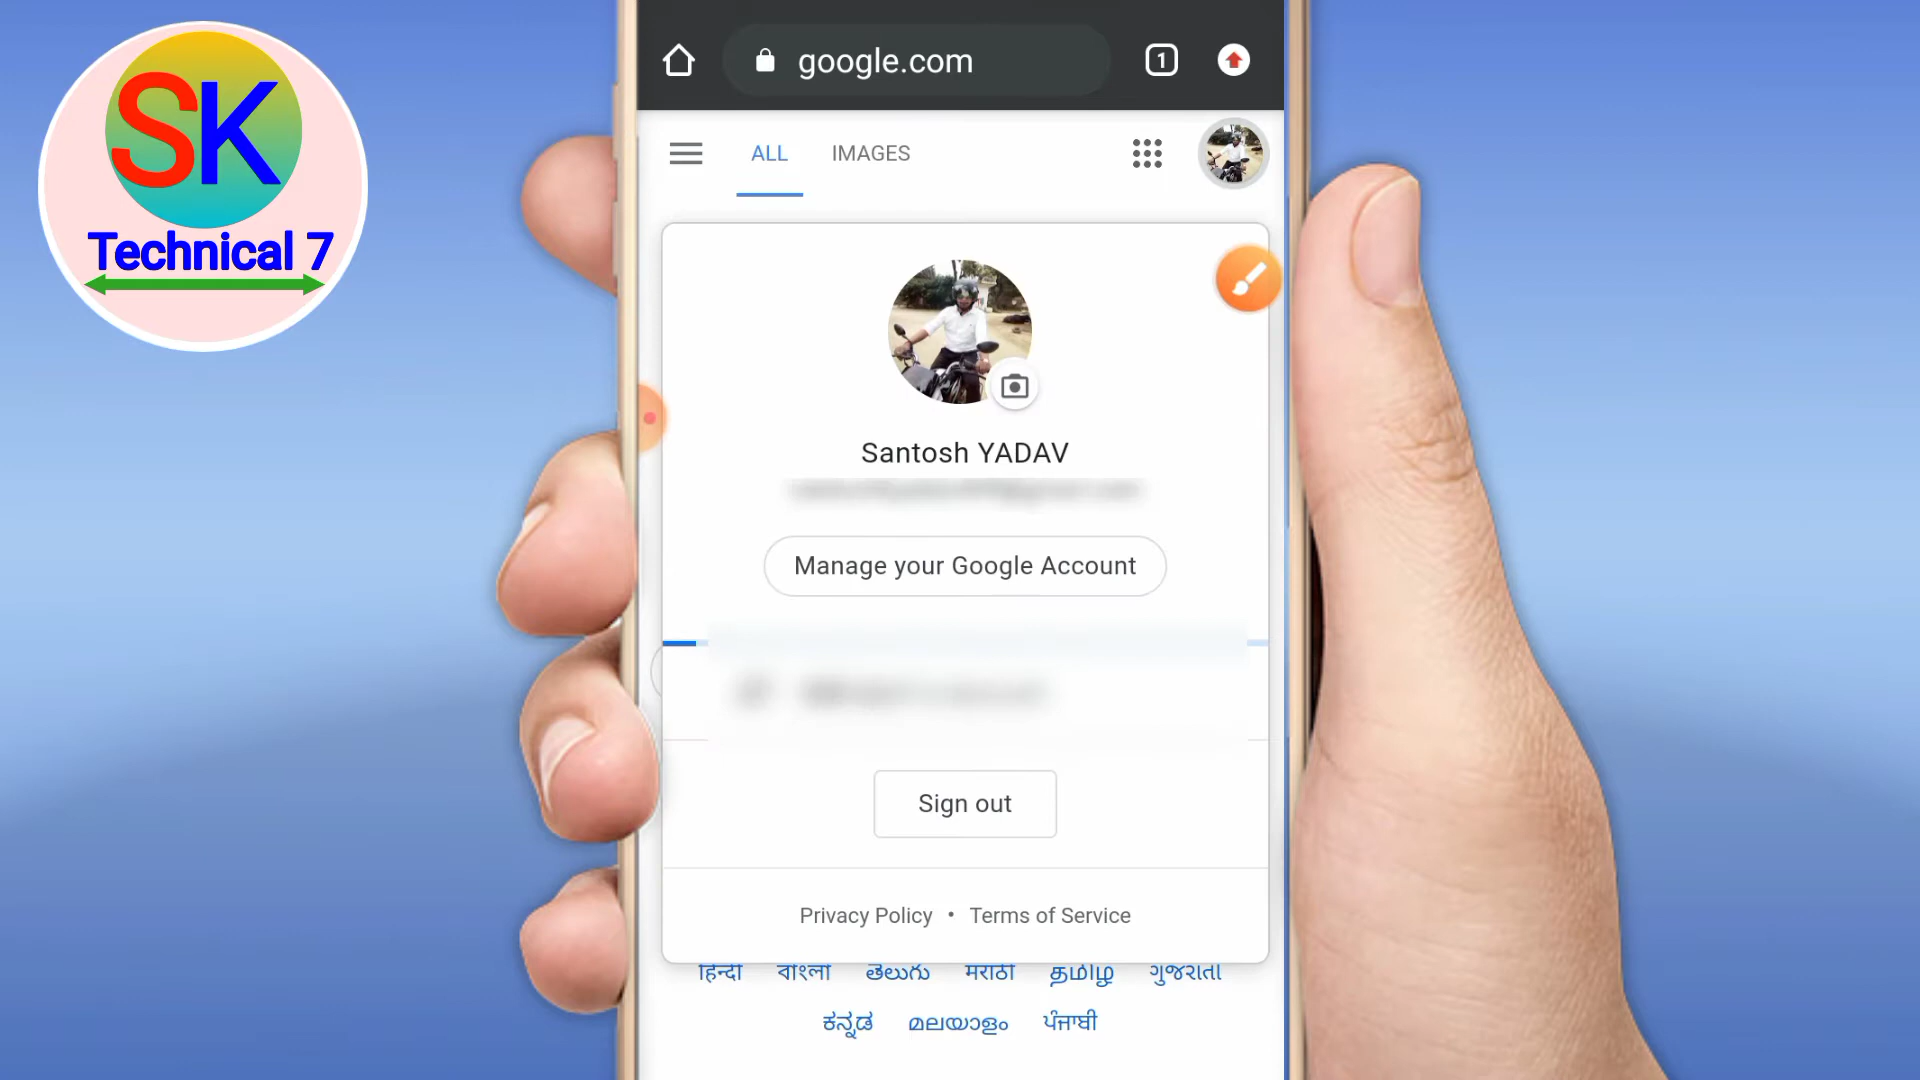 SK
Technical 7
google.com
1
ALL IMAGES
Santosh YADAV
Manage your Google Account
Sign out
Privacy Policy • Terms of Service
हिन्दी বাংলা తెలుగు मराठी தமிழ் ગુજરાતી
ಕನ್ನಡ മലയാളം ਪੰਜਾਬੀ